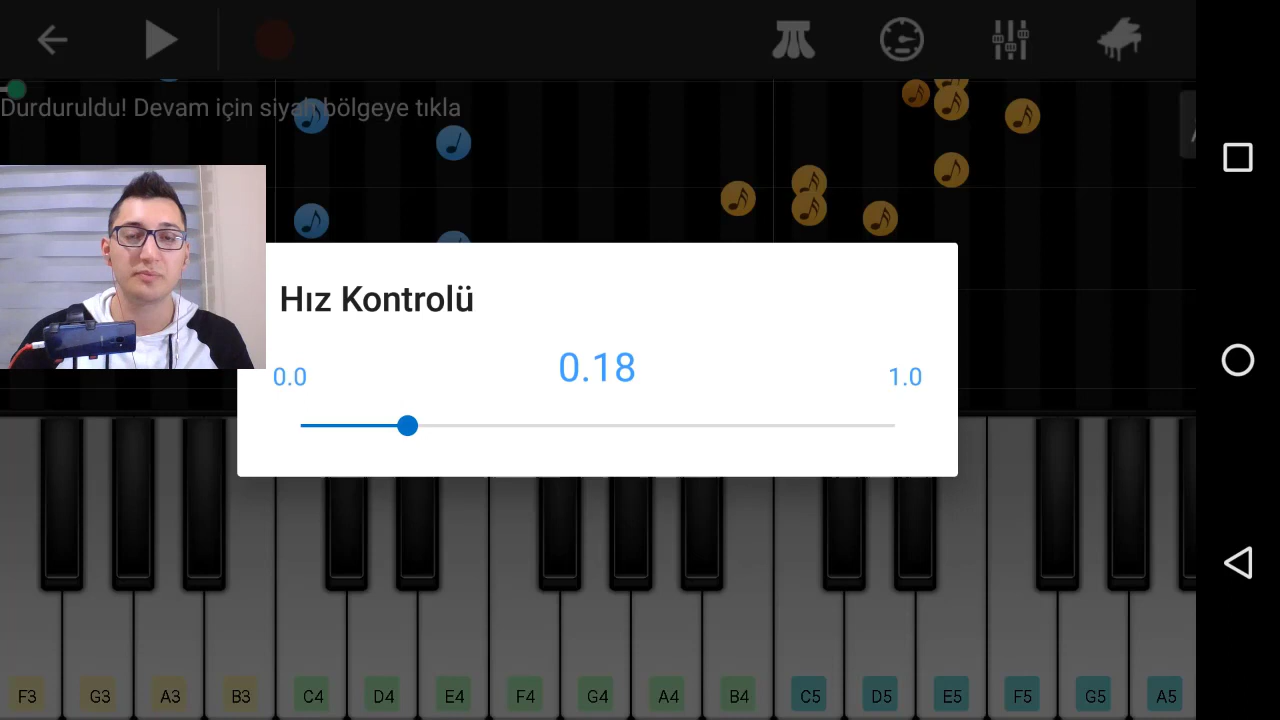 Durduruldu! Devam için siyah bölgeye tıkla
Hız Kontrolü
0.0
0.18
1.0
F3 G3 A3 B3 C4 D4 E4 F4 G4 A4 B4 C5 D5 E5 F5 G5 A5